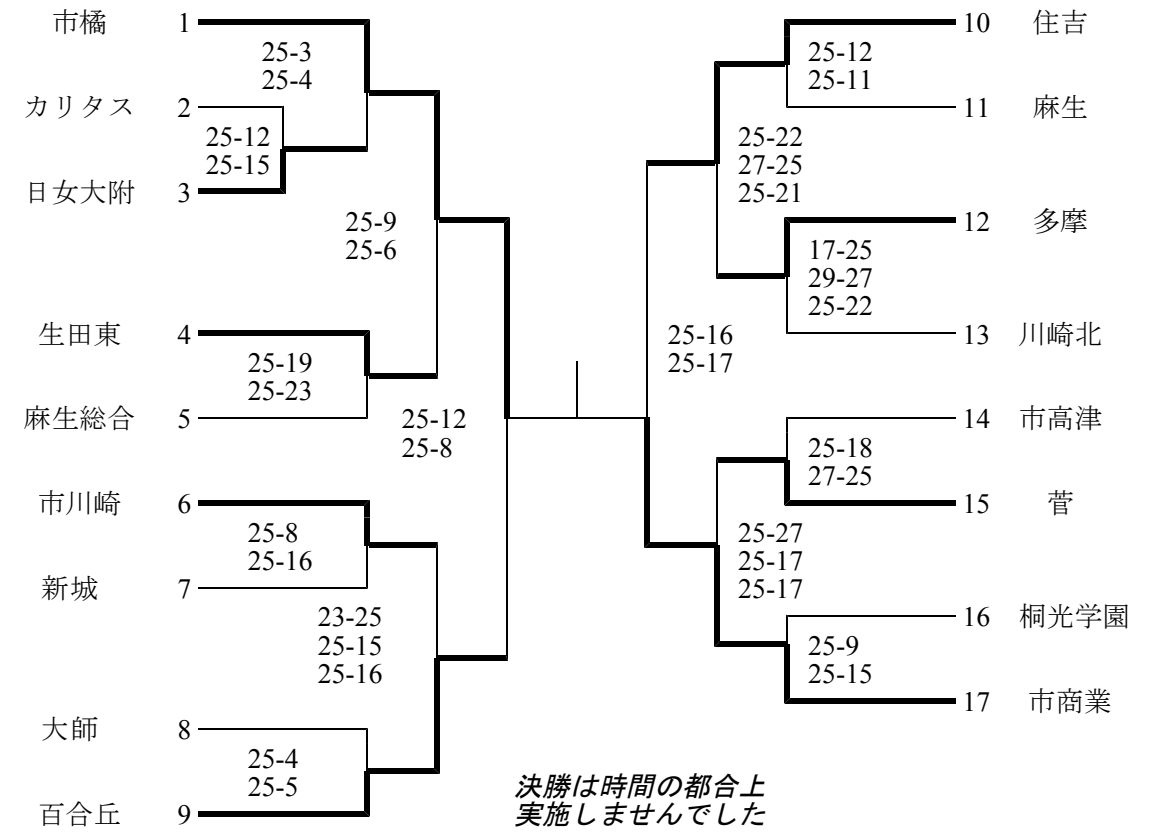 市橘 1
25-3
25-4
カリタス 2
25-12
25-15
日女大附 3
25-9
25-6
生田東 4
25-19
25-23
麻生総合 5
25-12
25-8
市川崎 6
25-8
25-16
新城 7
23-25
25-15
25-16
大師 8
25-4
25-5
百合丘 9
10 住吉
25-12
25-11
11 麻生
25-22
27-25
25-21
12 多摩
17-25
29-27
25-22
13 川崎北
25-16
25-17
14 市高津
25-18
27-25
15 菅
25-27
25-17
25-17
16 桐光学園
25-9
25-15
17 市商業
決勝は時間の都合上
実施しませんでした